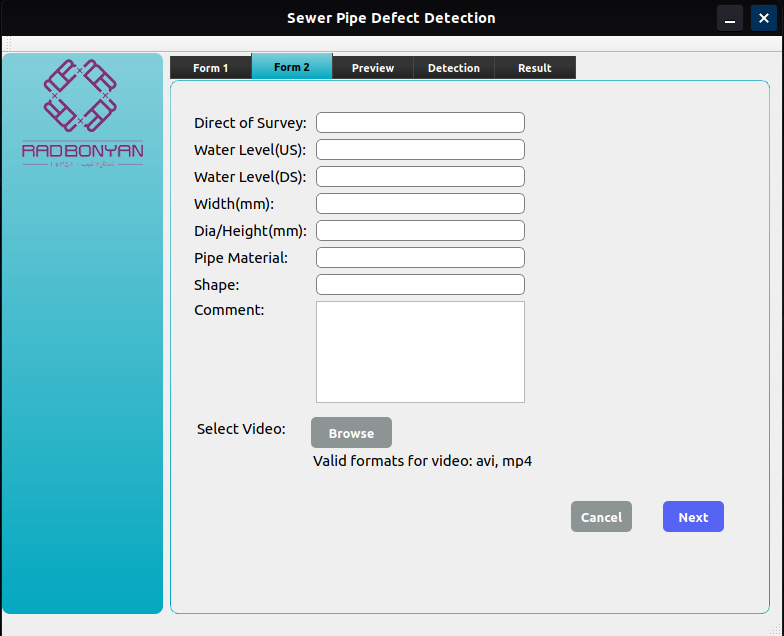 Sewer Pipe Defect Detection
RADBONYAN
Form 1
Form 2
Preview
Detection
Result
Direct of Survey:
Water Level(US):
Water Level(DS):
Width(mm):
Dia/Height(mm):
Pipe Material:
Shape:
Comment:
Select Video:
Browse
Valid formats for video: avi, mp4
Cancel
Next